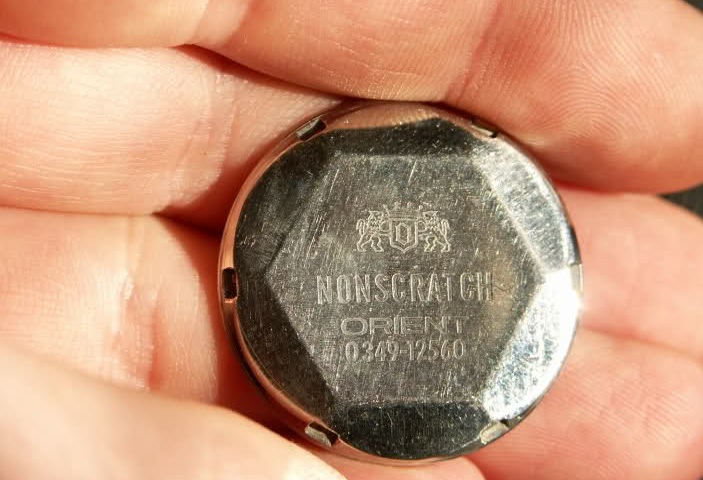 NONSCRATCH
ORIENT
0349-12560